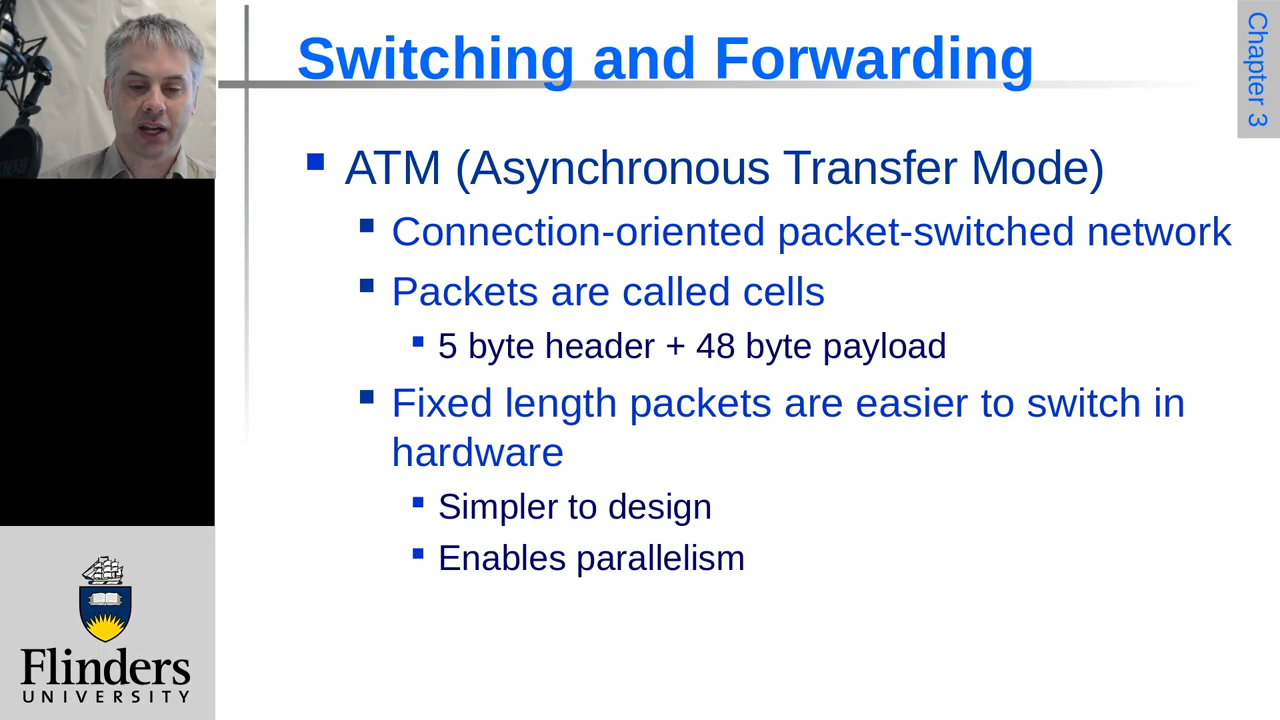 Switching and Forwarding
Chapter 3
ATM (Asynchronous Transfer Mode)
Connection-oriented packet-switched network
Packets are called cells
5 byte header + 48 byte payload
Fixed length packets are easier to switch in
hardware
Simpler to design
Enables parallelism
Flinders
UNIVERSITY